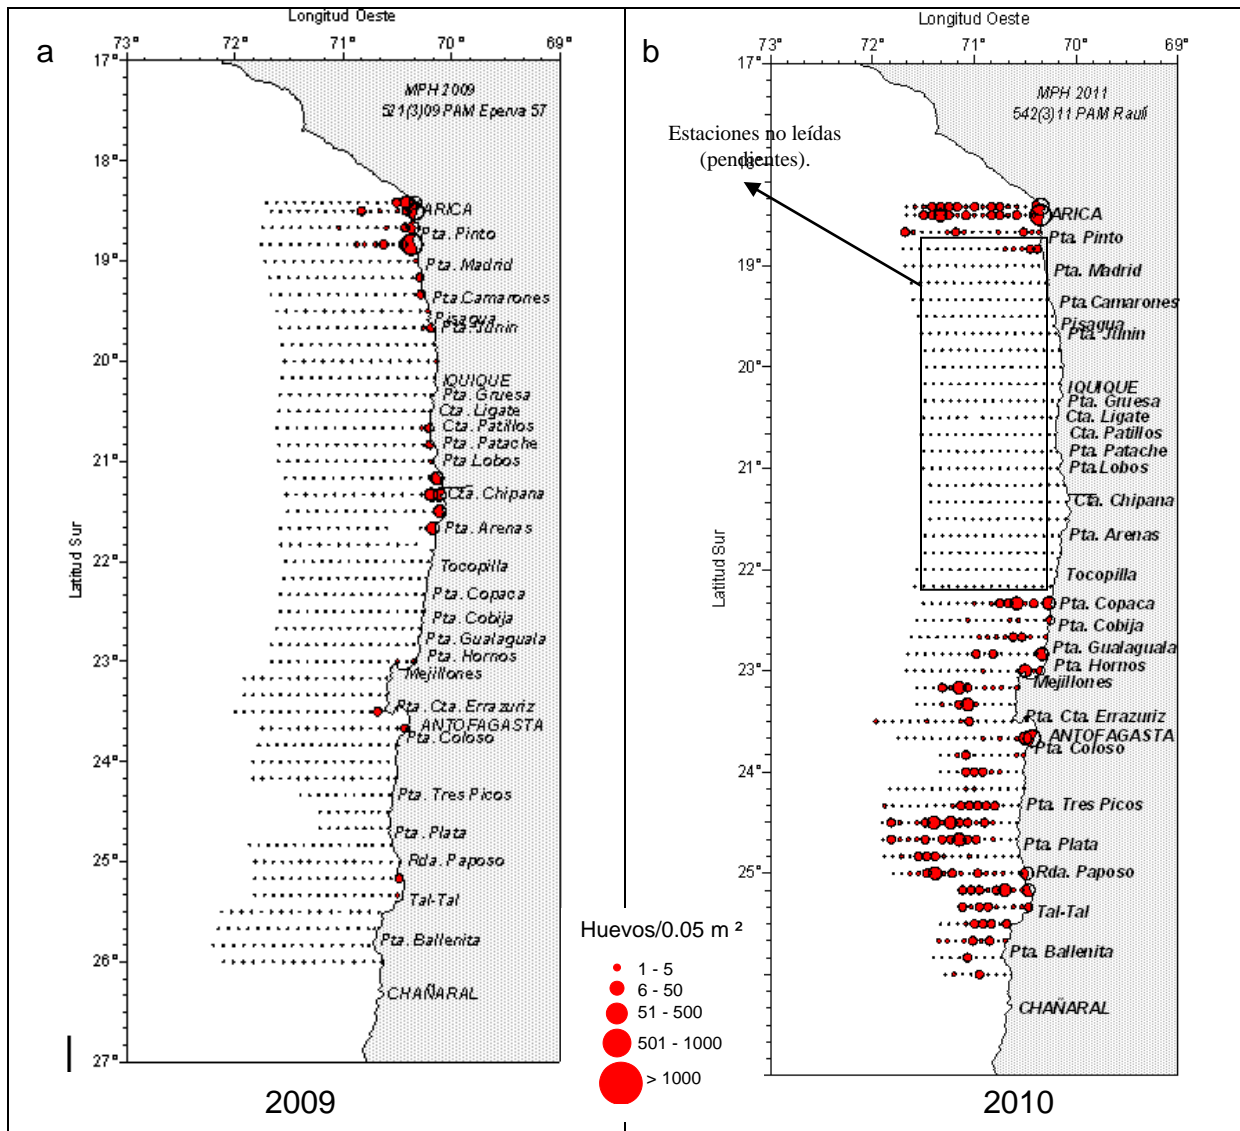 Longitud Oeste
73° 72° 71° 70° 69°
a
17°
18°
19°
20°
21°
22°
23°
24°
25°
26°
27°
Latitud Sur
MPH 2009
521(3)09 PAM Eperva 57
ARICA
Pta. Pinto
Pta. Madrid
Pta.Camarones
Pisagua
Pta. Junin
IQUIQUE
Pta. Gruesa
Cta. Ligate
Cta. Patillos
Pta. Patache
Pta.Lobos
Cta. Chipana
Pta. Arenas
Tocopilla
Pta. Copaca
Pta. Cobija
Pta. Gualaguala
Pta. Hornos
Mejillones
Pta. Cta. Errazuriz
ANTOFAGASTA
Pta. Coloso
Pta. Tres Picos
Pta. Plata
Rda. Paposo
Tal-Tal
Pta. Ballenita
CHAÑARAL
2009
Huevos/0.05 m ²
1 - 5
6 - 50
51 - 500
501 - 1000
> 1000
Longitud Oeste
73° 72° 71° 70° 69°
b
17°
18°
19°
20°
21°
22°
23°
24°
25°
Latitud Sur
MPH 2011
542(3)11 PAM Raulí
Estaciones no leídas
(pendientes).
ARICA
Pta. Pinto
Pta. Madrid
Pta.Camarones
Pisagua
Pta. Junin
IQUIQUE
Pta. Gruesa
Cta. Ligate
Cta. Patillos
Pta. Patache
Pta.Lobos
Cta. Chipana
Pta. Arenas
Tocopilla
Pta. Copaca
Pta. Cobija
Pta. Gualaguala
Pta. Hornos
Mejillones
Pta. Cta. Errazuriz
ANTOFAGASTA
Pta. Coloso
Pta. Tres Picos
Pta. Plata
Rda. Paposo
Tal-Tal
Pta. Ballenita
CHAÑARAL
2010